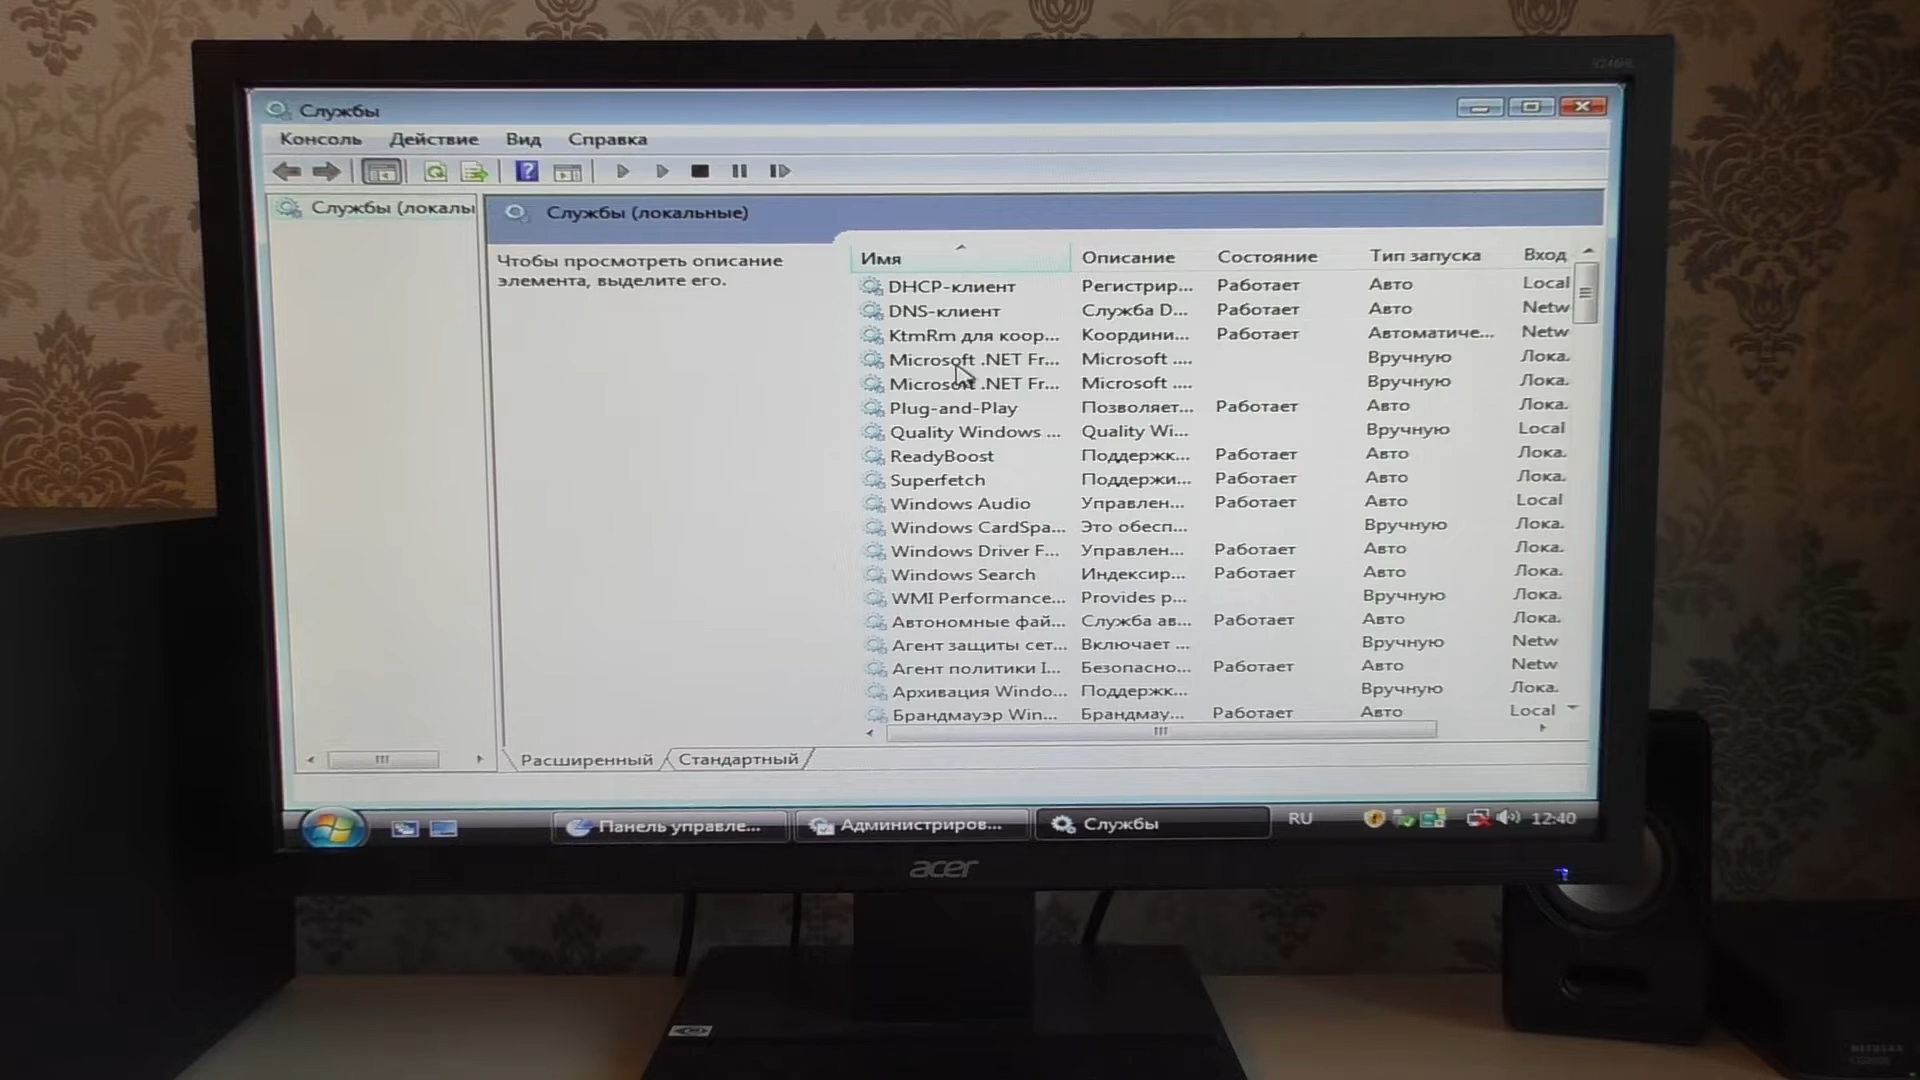 V246HL
Службы
Консоль Действие Вид Справка
Службы (локалы
Службы (локальные)
Чтобы просмотреть описание
элемента, выделите его.
Имя Описание Состояние Тип запуска Вход
DHCP-клиент Регистрир... Работает Авто Local
DNS-клиент Служба D... Работает Авто Netw
KtmRm для коор... Координи... Работает Автоматиче... Netw
Microsoft .NET Fr... Microsoft .... Вручную Лока.
Microsoft .NET Fr... Microsoft .... Вручную Лока.
Plug-and-Play Позволяет... Работает Авто Лока.
Quality Windows ... Quality Wi... Вручную Local
ReadyBoost Поддержк... Работает Авто Лока.
Superfetch Поддержи... Работает Авто Лока.
Windows Audio Управлен... Работает Авто Local
Windows CardSpa... Это обесп... Вручную Лока.
Windows Driver F... Управлен... Работает Авто Лока.
Windows Search Индексир... Работает Авто Лока.
WMI Performance... Provides p... Вручную Лока.
Автономные фай... Служба ав... Работает Авто Лока.
Агент защиты сет... Включает ... Вручную Netw
Агент политики I... Безопасно... Работает Авто Netw
Архивация Windo... Поддержк... Вручную Лока.
Брандмауэр Win... Брандмау... Работает Авто Local
Расширенный Стандартный
Панель управле... Администриров... Службы RU 12:40
acer
NETGEAR